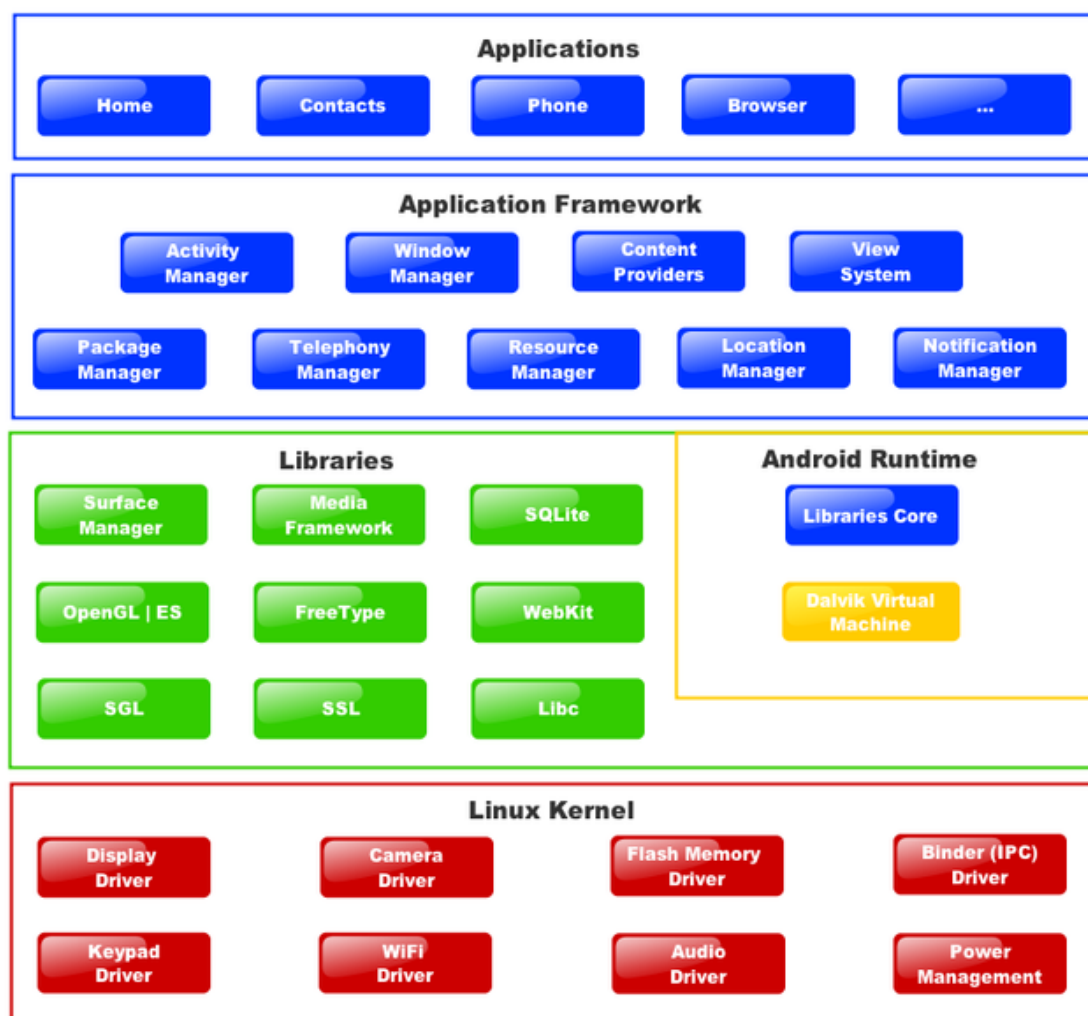 Applications
Home
Contacts
Phone
Browser
...
Application Framework
Activity
Manager
Window
Manager
Content
Providers
View
System
Package
Manager
Telephony
Manager
Resource
Manager
Location
Manager
Notification
Manager
Libraries
Surface
Manager
Media
Framework
SQLite
OpenGL | ES
FreeType
WebKit
SGL
SSL
Libc
Android Runtime
Libraries Core
Dalvik Virtual
Machine
Linux Kernel
Display
Driver
Camera
Driver
Flash Memory
Driver
Binder (IPC)
Driver
Keypad
Driver
WiFi
Driver
Audio
Driver
Power
Management